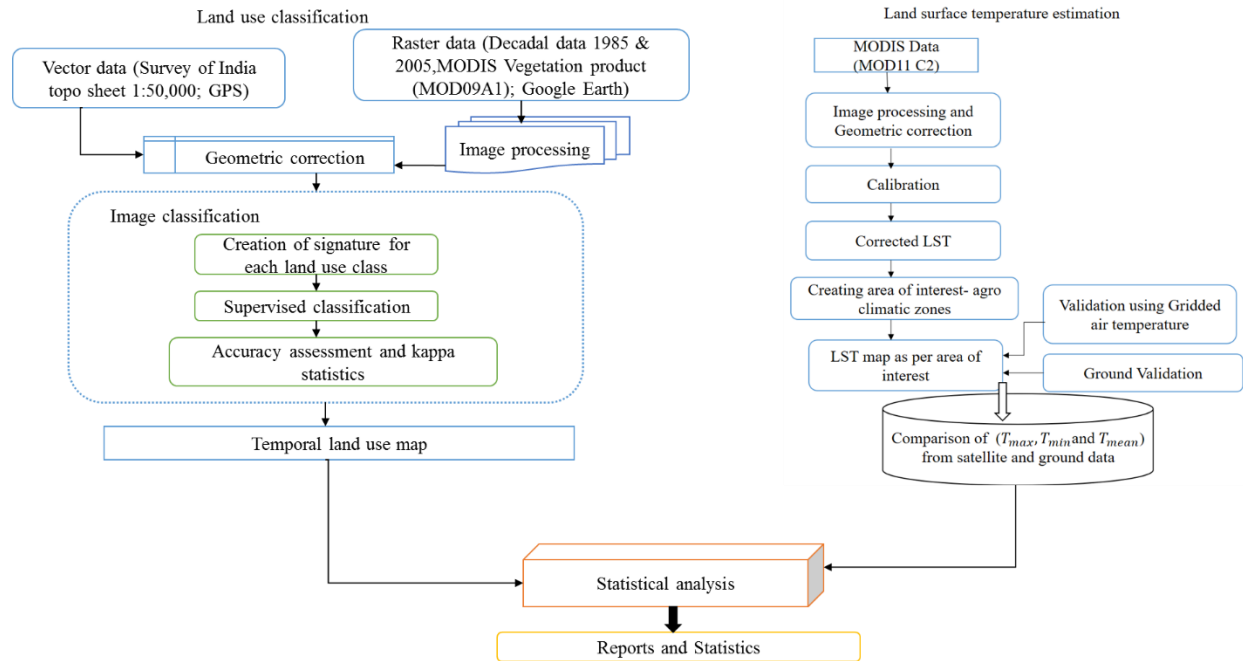 Land use classification
Vector data (Survey of India
topo sheet 1:50,000; GPS)
Raster data (Decadal data 1985 &
2005,MODIS Vegetation product
(MOD09A1); Google Earth)
Geometric correction
Image processing
Image classification
Creation of signature for
each land use class
Supervised classification
Accuracy assessment and kappa
statistics
Temporal land use map
Land surface temperature estimation
MODIS Data
(MOD11 C2)
Image processing and
Geometric correction
Calibration
Corrected LST
Creating area of interest- agro
climatic zones
LST map as per area of
interest
Validation using Gridded
air temperature
Ground Validation
Comparison of (T_max, T_min and T_mean)
from satellite and ground data
Statistical analysis
Reports and Statistics